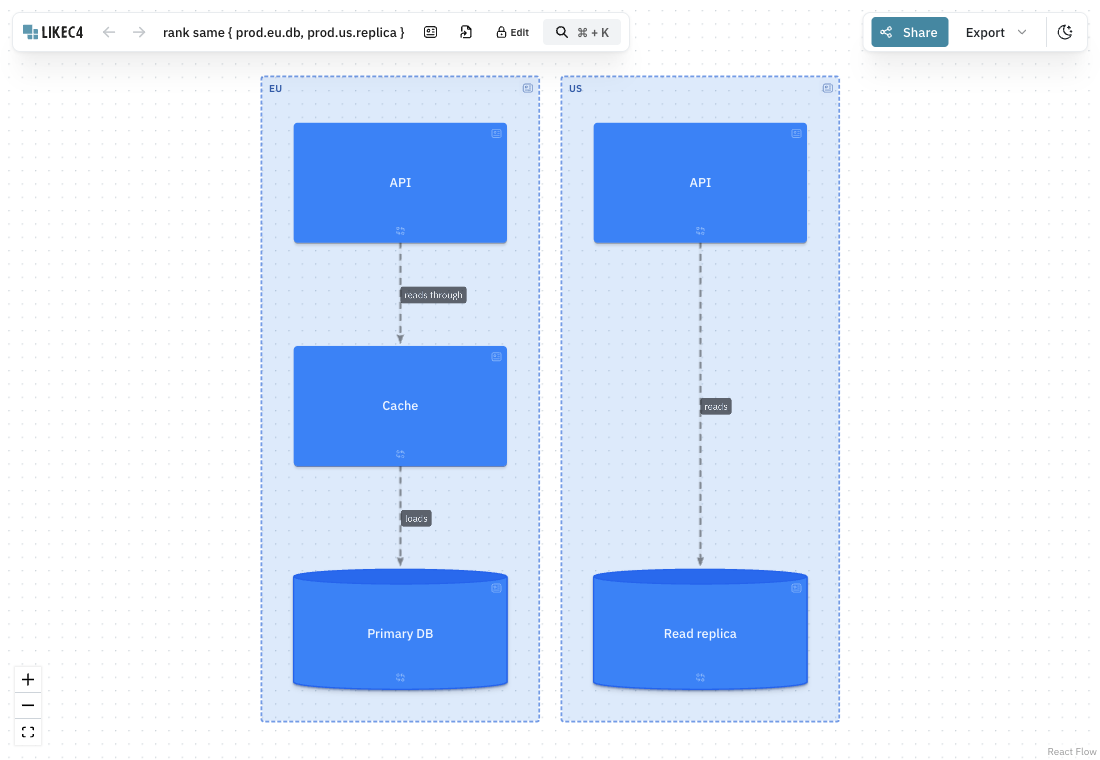 LIKEC4
rank same { prod.eu.db, prod.us.replica }
Edit
⌘ + K
Share
Export
EU
US
API
API
reads through
Cache
reads
loads
Primary DB
Read replica
React Flow